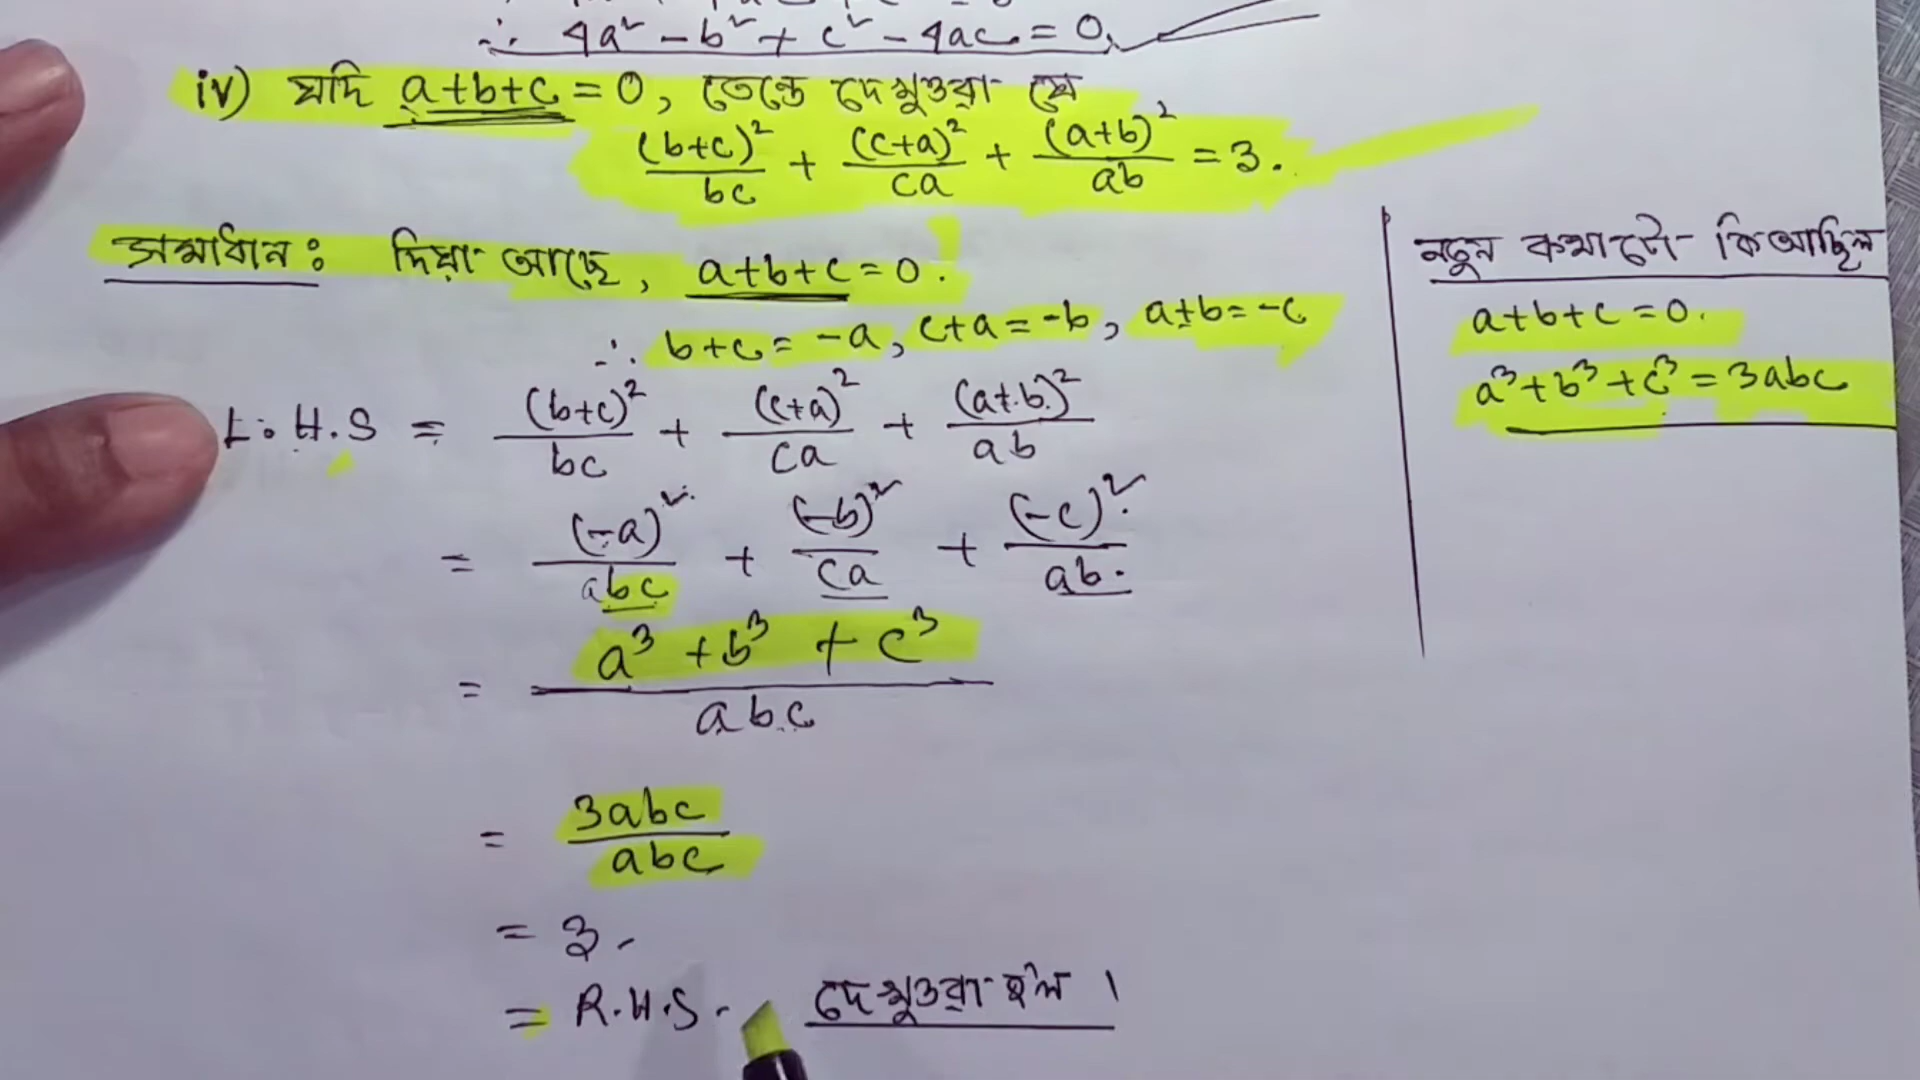 ∴ 4a² - b² + c² - 4ac = 0.
iv) যদি a+b+c = 0, তেন্তে দেখুওৱা যে
(b+c)²/bc + (c+a)²/ca + (a+b)²/ab = 3.
সমাধান: দিয়া আছে, a+b+c = 0.
∴ b+c = -a, c+a = -b, a+b = -c
L.H.S = (b+c)²/bc + (c+a)²/ca + (a+b)²/ab
= (-a)²/abc + (-b)²/ca + (-c)²/ab
= a³ + b³ + c³ / abc
= 3abc/abc
= 3.
= R.H.S. দেখুওৱা হ'ল।
নতুন কথাটো কি আছিল
a+b+c = 0.
a³+b³+c³ = 3abc